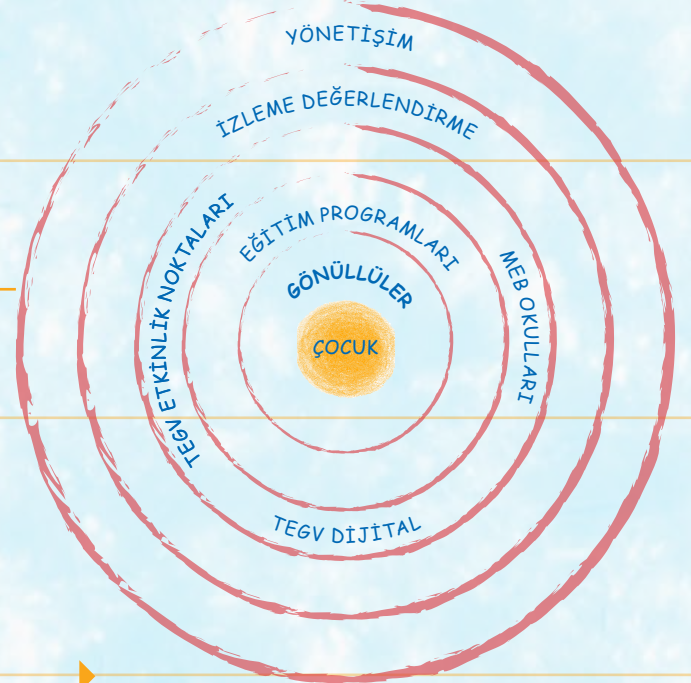 YÖNETİŞİM
İZLEME DEĞERLENDİRME
TEGV ETKİNLİK NOKTALARI
EĞİTİM PROGRAMLARI
MEB OKULLARI
GÖNÜLLÜLER
ÇOCUK
TEGV DİJİTAL